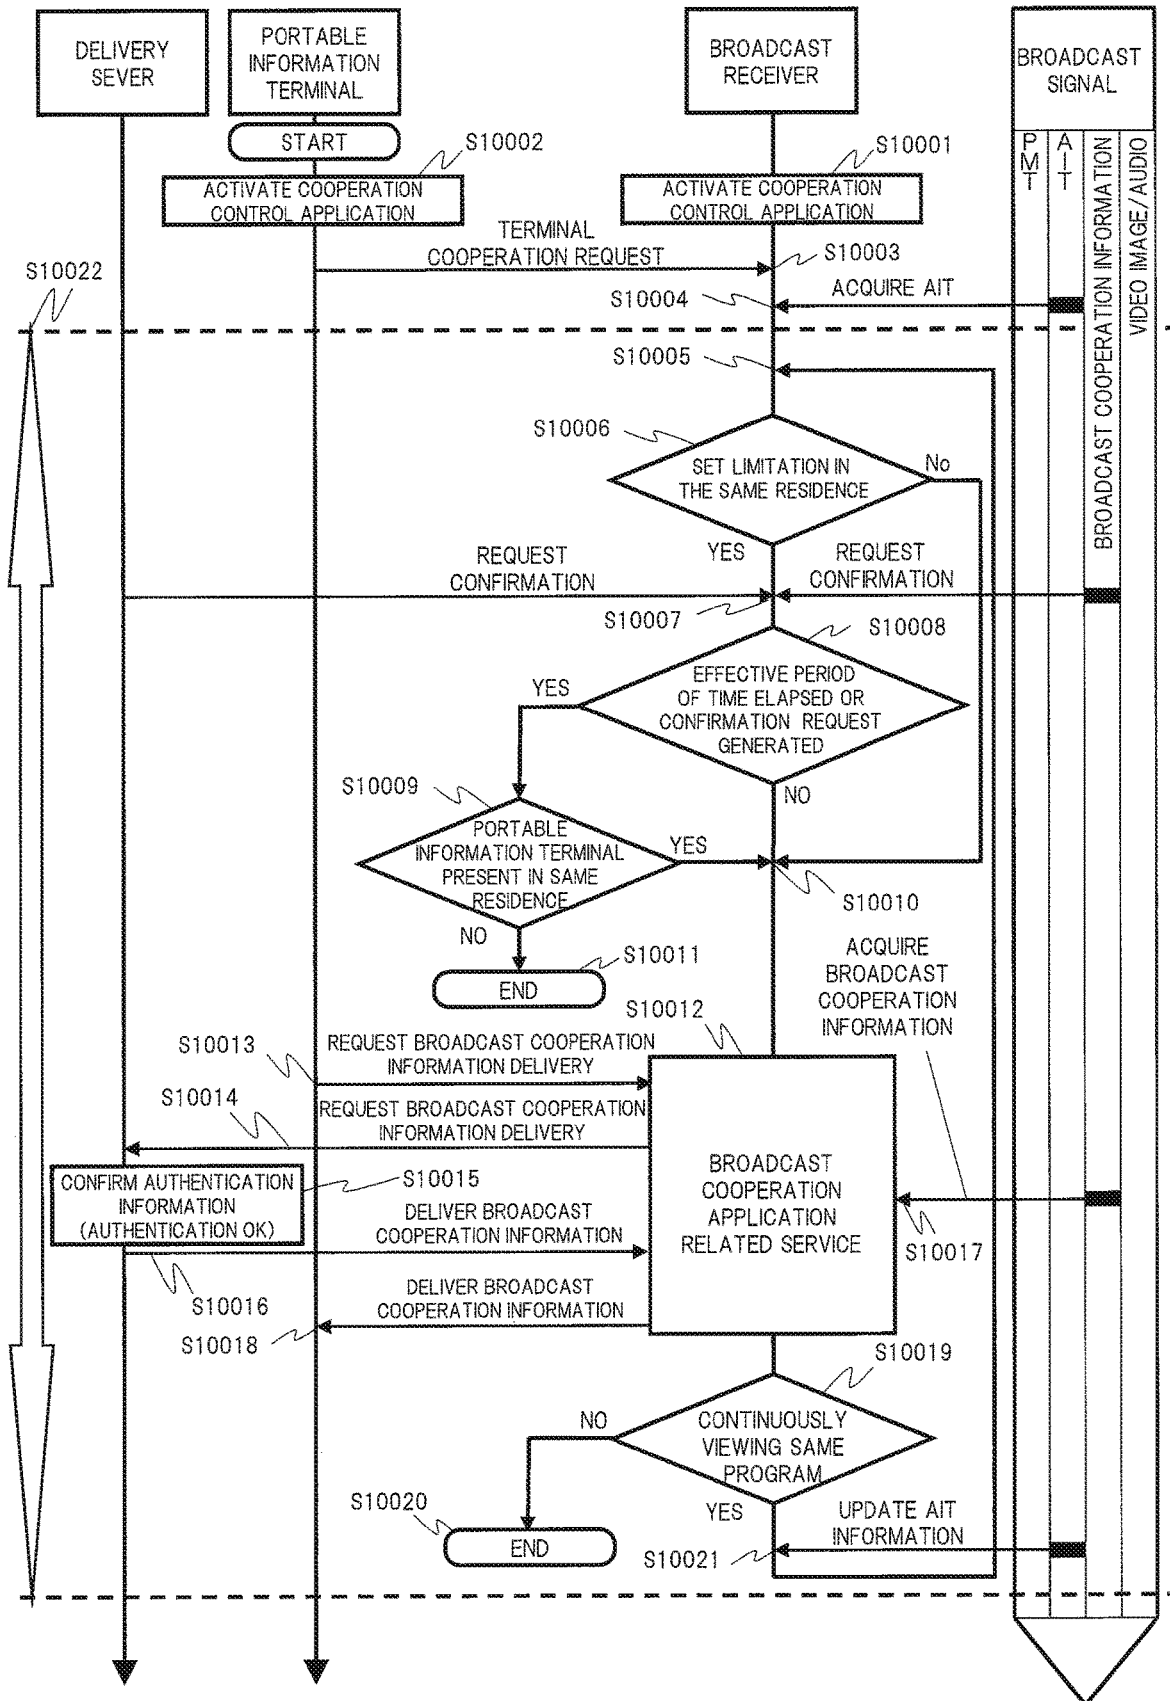 DELIVERY
SEVER
PORTABLE
INFORMATION
TERMINAL
BROADCAST
RECEIVER
BROADCAST
SIGNAL
START
S10002
S10001
PMT
AIT
BROADCAST COOPERATION INFORMATION
VIDEO IMAGE/AUDIO
ACTIVATE COOPERATION
CONTROL APPLICATION
ACTIVATE COOPERATION
CONTROL APPLICATION
TERMINAL
COOPERATION REQUEST
S10003
S10022
S10004
ACQUIRE AIT
S10005
S10006
SET LIMITATION IN
THE SAME RESIDENCE
No
YES
REQUEST
CONFIRMATION
REQUEST
CONFIRMATION
S10007
S10008
EFFECTIVE PERIOD
OF TIME ELAPSED OR
CONFIRMATION REQUEST
GENERATED
YES
NO
S10009
PORTABLE
INFORMATION TERMINAL
PRESENT IN SAME
RESIDENCE
YES
S10010
NO
S10011
END
ACQUIRE
BROADCAST
COOPERATION
INFORMATION
S10012
S10013
REQUEST BROADCAST COOPERATION
INFORMATION DELIVERY
S10014
REQUEST BROADCAST COOPERATION
INFORMATION DELIVERY
BROADCAST
COOPERATION
APPLICATION
RELATED SERVICE
CONFIRM AUTHENTICATION
INFORMATION
(AUTHENTICATION OK)
S10015
DELIVER BROADCAST
COOPERATION INFORMATION
S10017
S10016
DELIVER BROADCAST
COOPERATION INFORMATION
S10018
S10019
CONTINUOUSLY
VIEWING SAME
PROGRAM
NO
YES
S10020
END
UPDATE AIT
INFORMATION
S10021